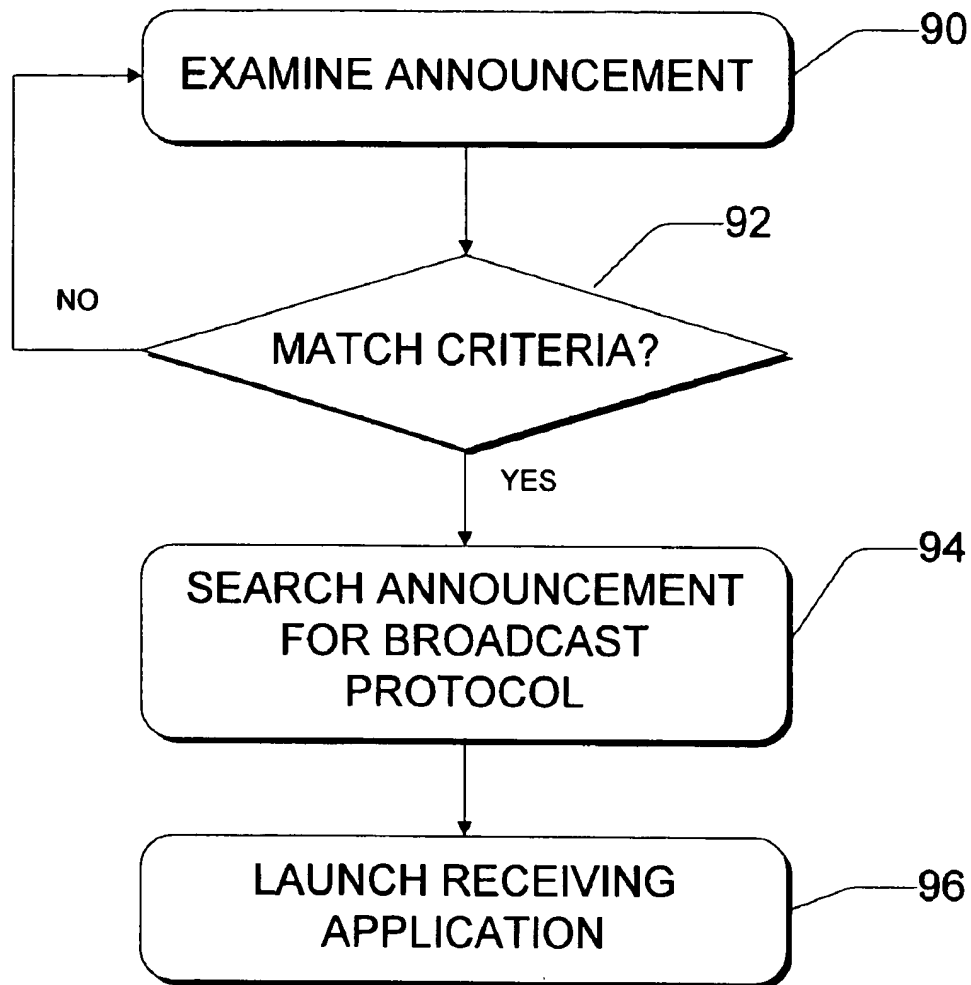 EXAMINE ANNOUNCEMENT
90
92
NO
MATCH CRITERIA?
YES
94
SEARCH ANNOUNCEMENT
FOR BROADCAST
PROTOCOL
LAUNCH RECEIVING
APPLICATION
96